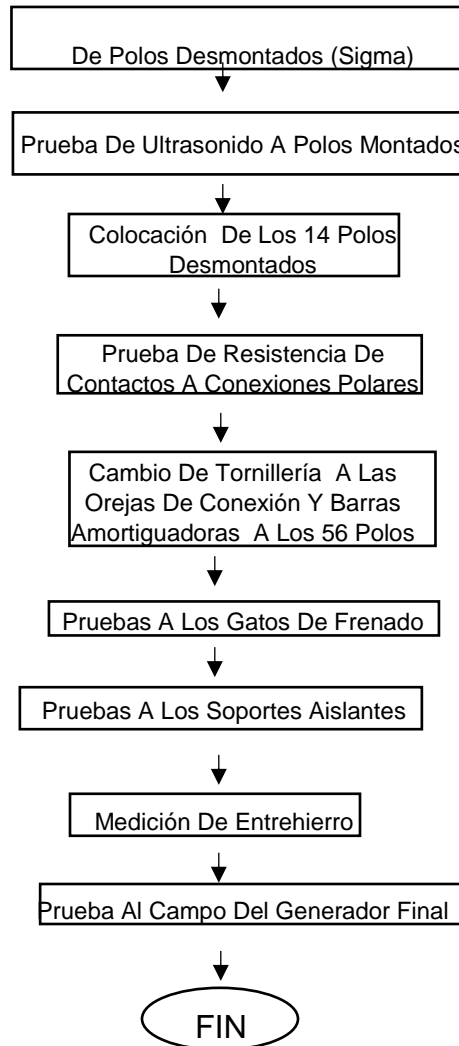 De Polos Desmontados (Sigma)
Prueba De Ultrasonido A Polos Montados
Colocación De Los 14 Polos
Desmontados
Prueba De Resistencia De
Contactos A Conexiones Polares
Cambio De Tornillería A Las
Orejas De Conexión Y Barras
Amortiguadoras A Los 56 Polos
Pruebas A Los Gatos De Frenado
Pruebas A Los Soportes Aislantes
Medición De Entrehierro
Prueba Al Campo Del Generador Final
FIN